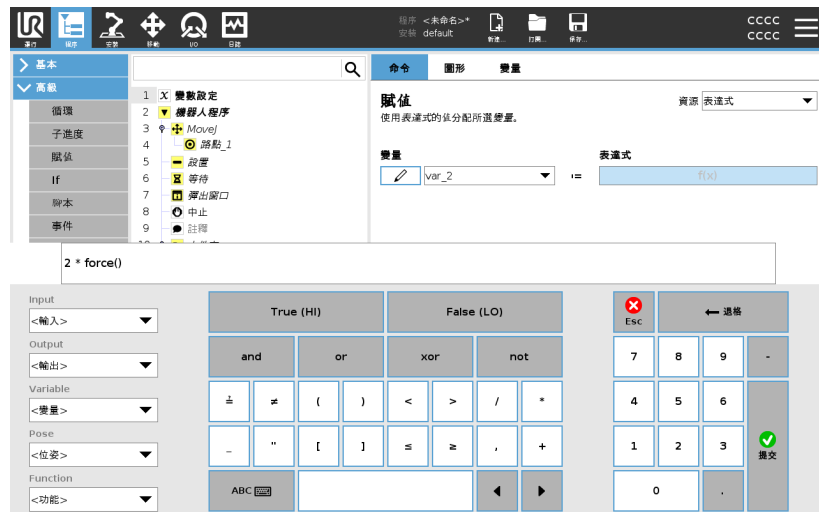 UR
運行
程序
安裝
移動
I/O
日誌
程序 <未命名>*
安裝 default
新建...
打開...
保存...
CCCC
CCCC
基本
高級
循環
子進度
賦值
If
腳本
事件
1 X 變數設定
2 機器人程序
3 MoveJ
4 路點_1
5 設置
6 等待
7 彈出窗口
8 中止
9 註釋
命令 圖形 變量
賦值
資源 表達式
使用表達式的值分配所選變量。
變量 表達式
var_2 := f(x)
2 * force()
Input
<輸入>
Output
<輸出>
Variable
<變量>
Pose
<位姿>
Function
<功能>
True (HI) False (LO)
and or xor not
≟ ≠ ( ) < > / *
_ " [ ] ≤ ≥ , +
ABC
Esc 退格
7 8 9 -
4 5 6
1 2 3 提交
0 .